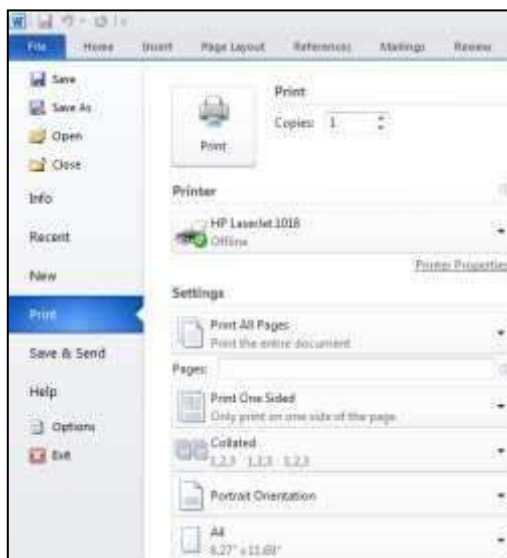 File Home Insert Page Layout References Mailings Review
Save
Save As
Open
Close
Info
Recent
New
Print
Save & Send
Help
Options
Exit
Print
Print
Copies: 1
Printer
HP LaserJet 1018
Offline
Printer Properties
Settings
Print All Pages
Print the entire document
Pages:
Print One Sided
Only print on one side of the page
Collated
1,2,3 1,2,3 1,2,3
Portrait Orientation
A4
8.27" x 11.69"